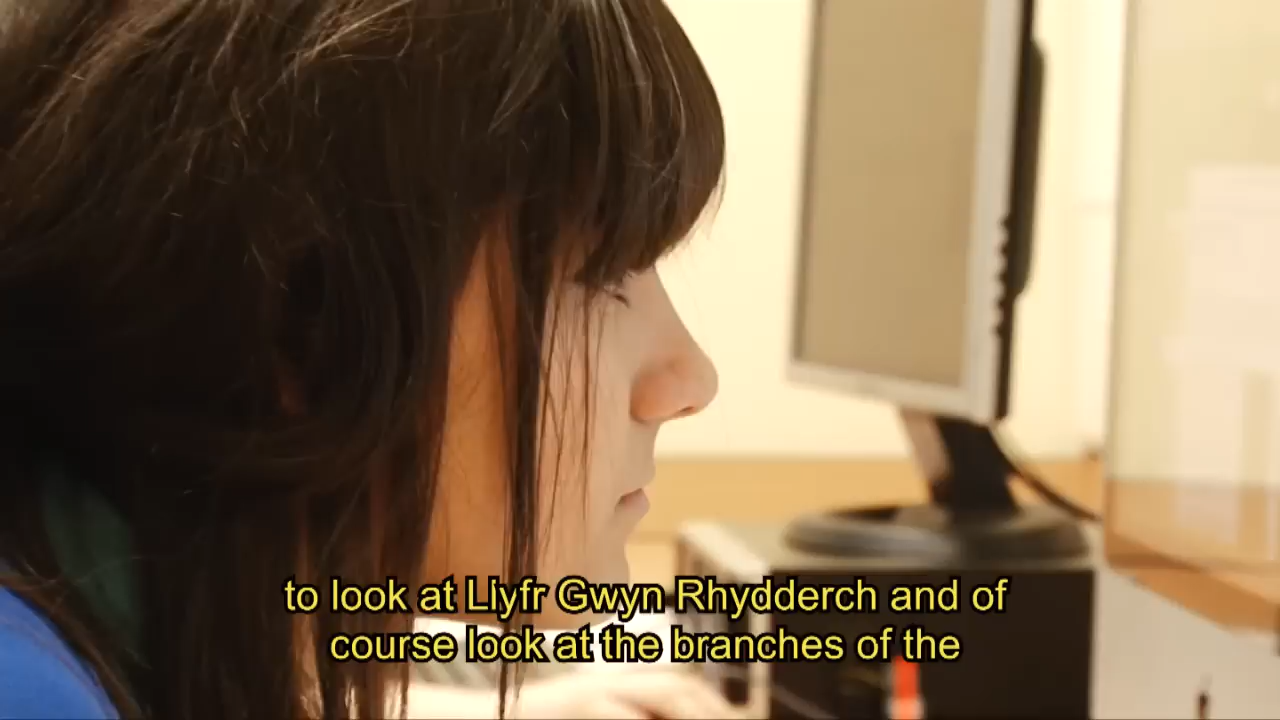 to look at Llyfr Gwyn Rhydderch and of
course look at the branches of the